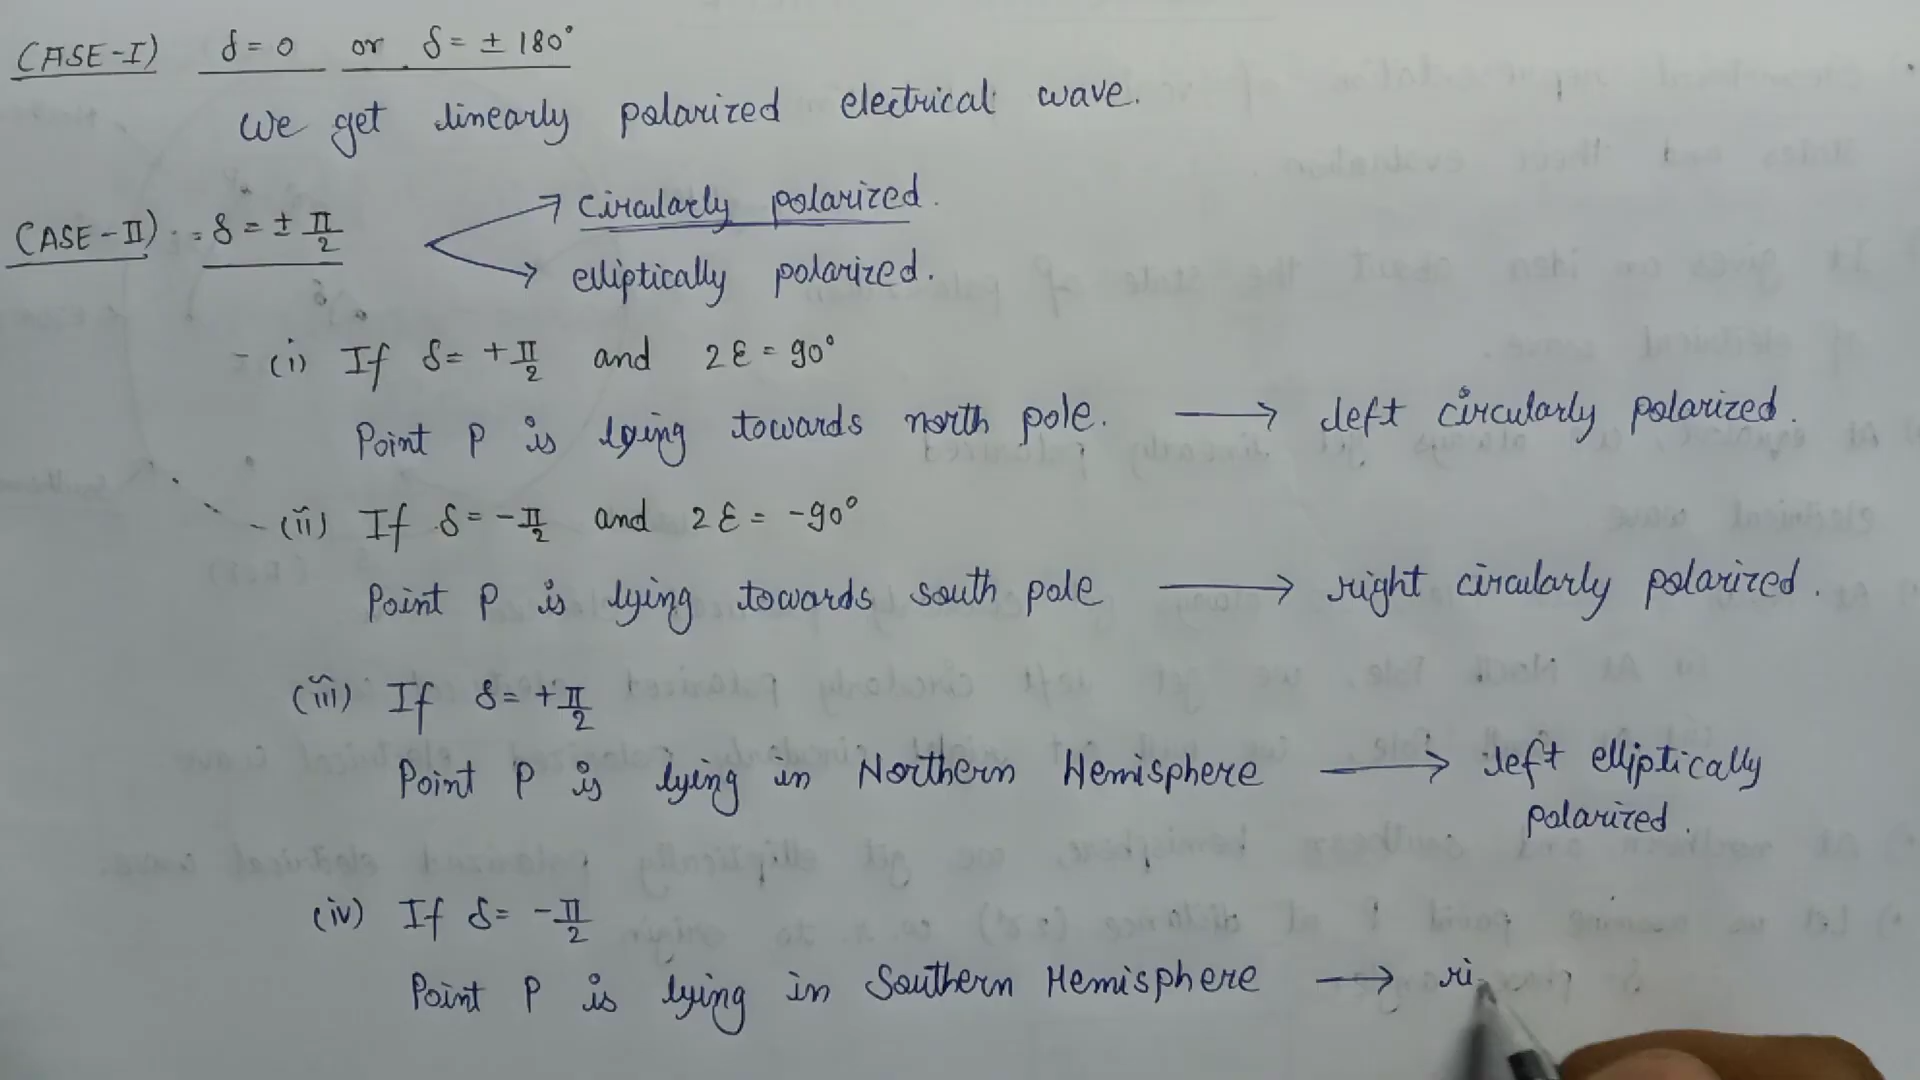 CASE-I) δ = 0 or δ = ± 180°
We get linearly polarized electrical wave.
CASE-II) δ = ± π/2
circularly polarized.
elliptically polarized.
(i) If δ = +π/2 and 2ε = 90°
Point P is lying towards north pole. → left circularly polarized.
(ii) If δ = -π/2 and 2ε = -90°
Point P is lying towards south pole → right circularly polarized.
(iii) If δ = +π/2
Point P is lying in Northern Hemisphere → left elliptically
polarized.
(iv) If δ = -π/2
Point P is lying in Southern Hemisphere → ri